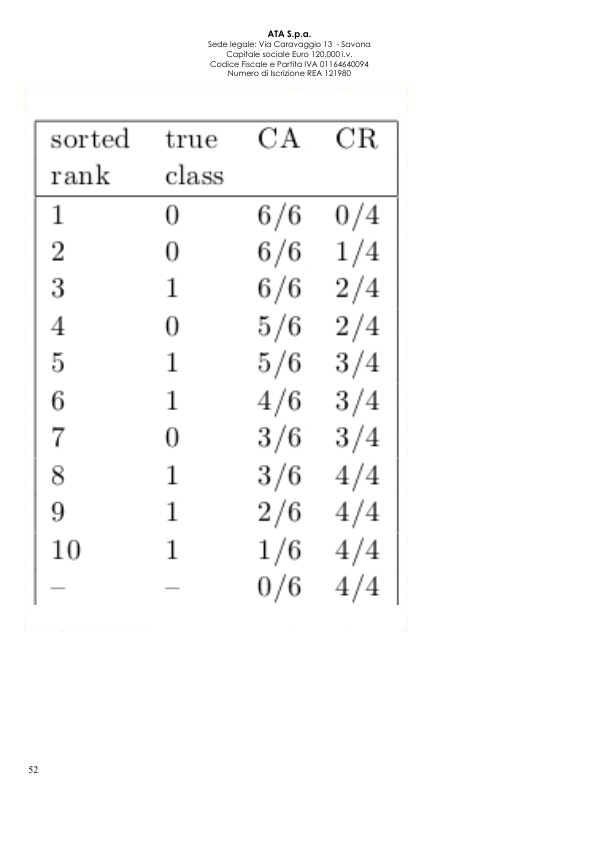 ATA S.p.a.
Sede legale: Via Caravaggio 13 - Savona
Capitale sociale Euro 120.000 i.v.
Codice Fiscale e Partita IVA 01164640094
Numero di Iscrizione REA 121980
sorted true CA CR
rank class
1 0 6/6 0/4
2 0 6/6 1/4
3 1 6/6 2/4
4 0 5/6 2/4
5 1 5/6 3/4
6 1 4/6 3/4
7 0 3/6 3/4
8 1 3/6 4/4
9 1 2/6 4/4
10 1 1/6 4/4
– – 0/6 4/4
52